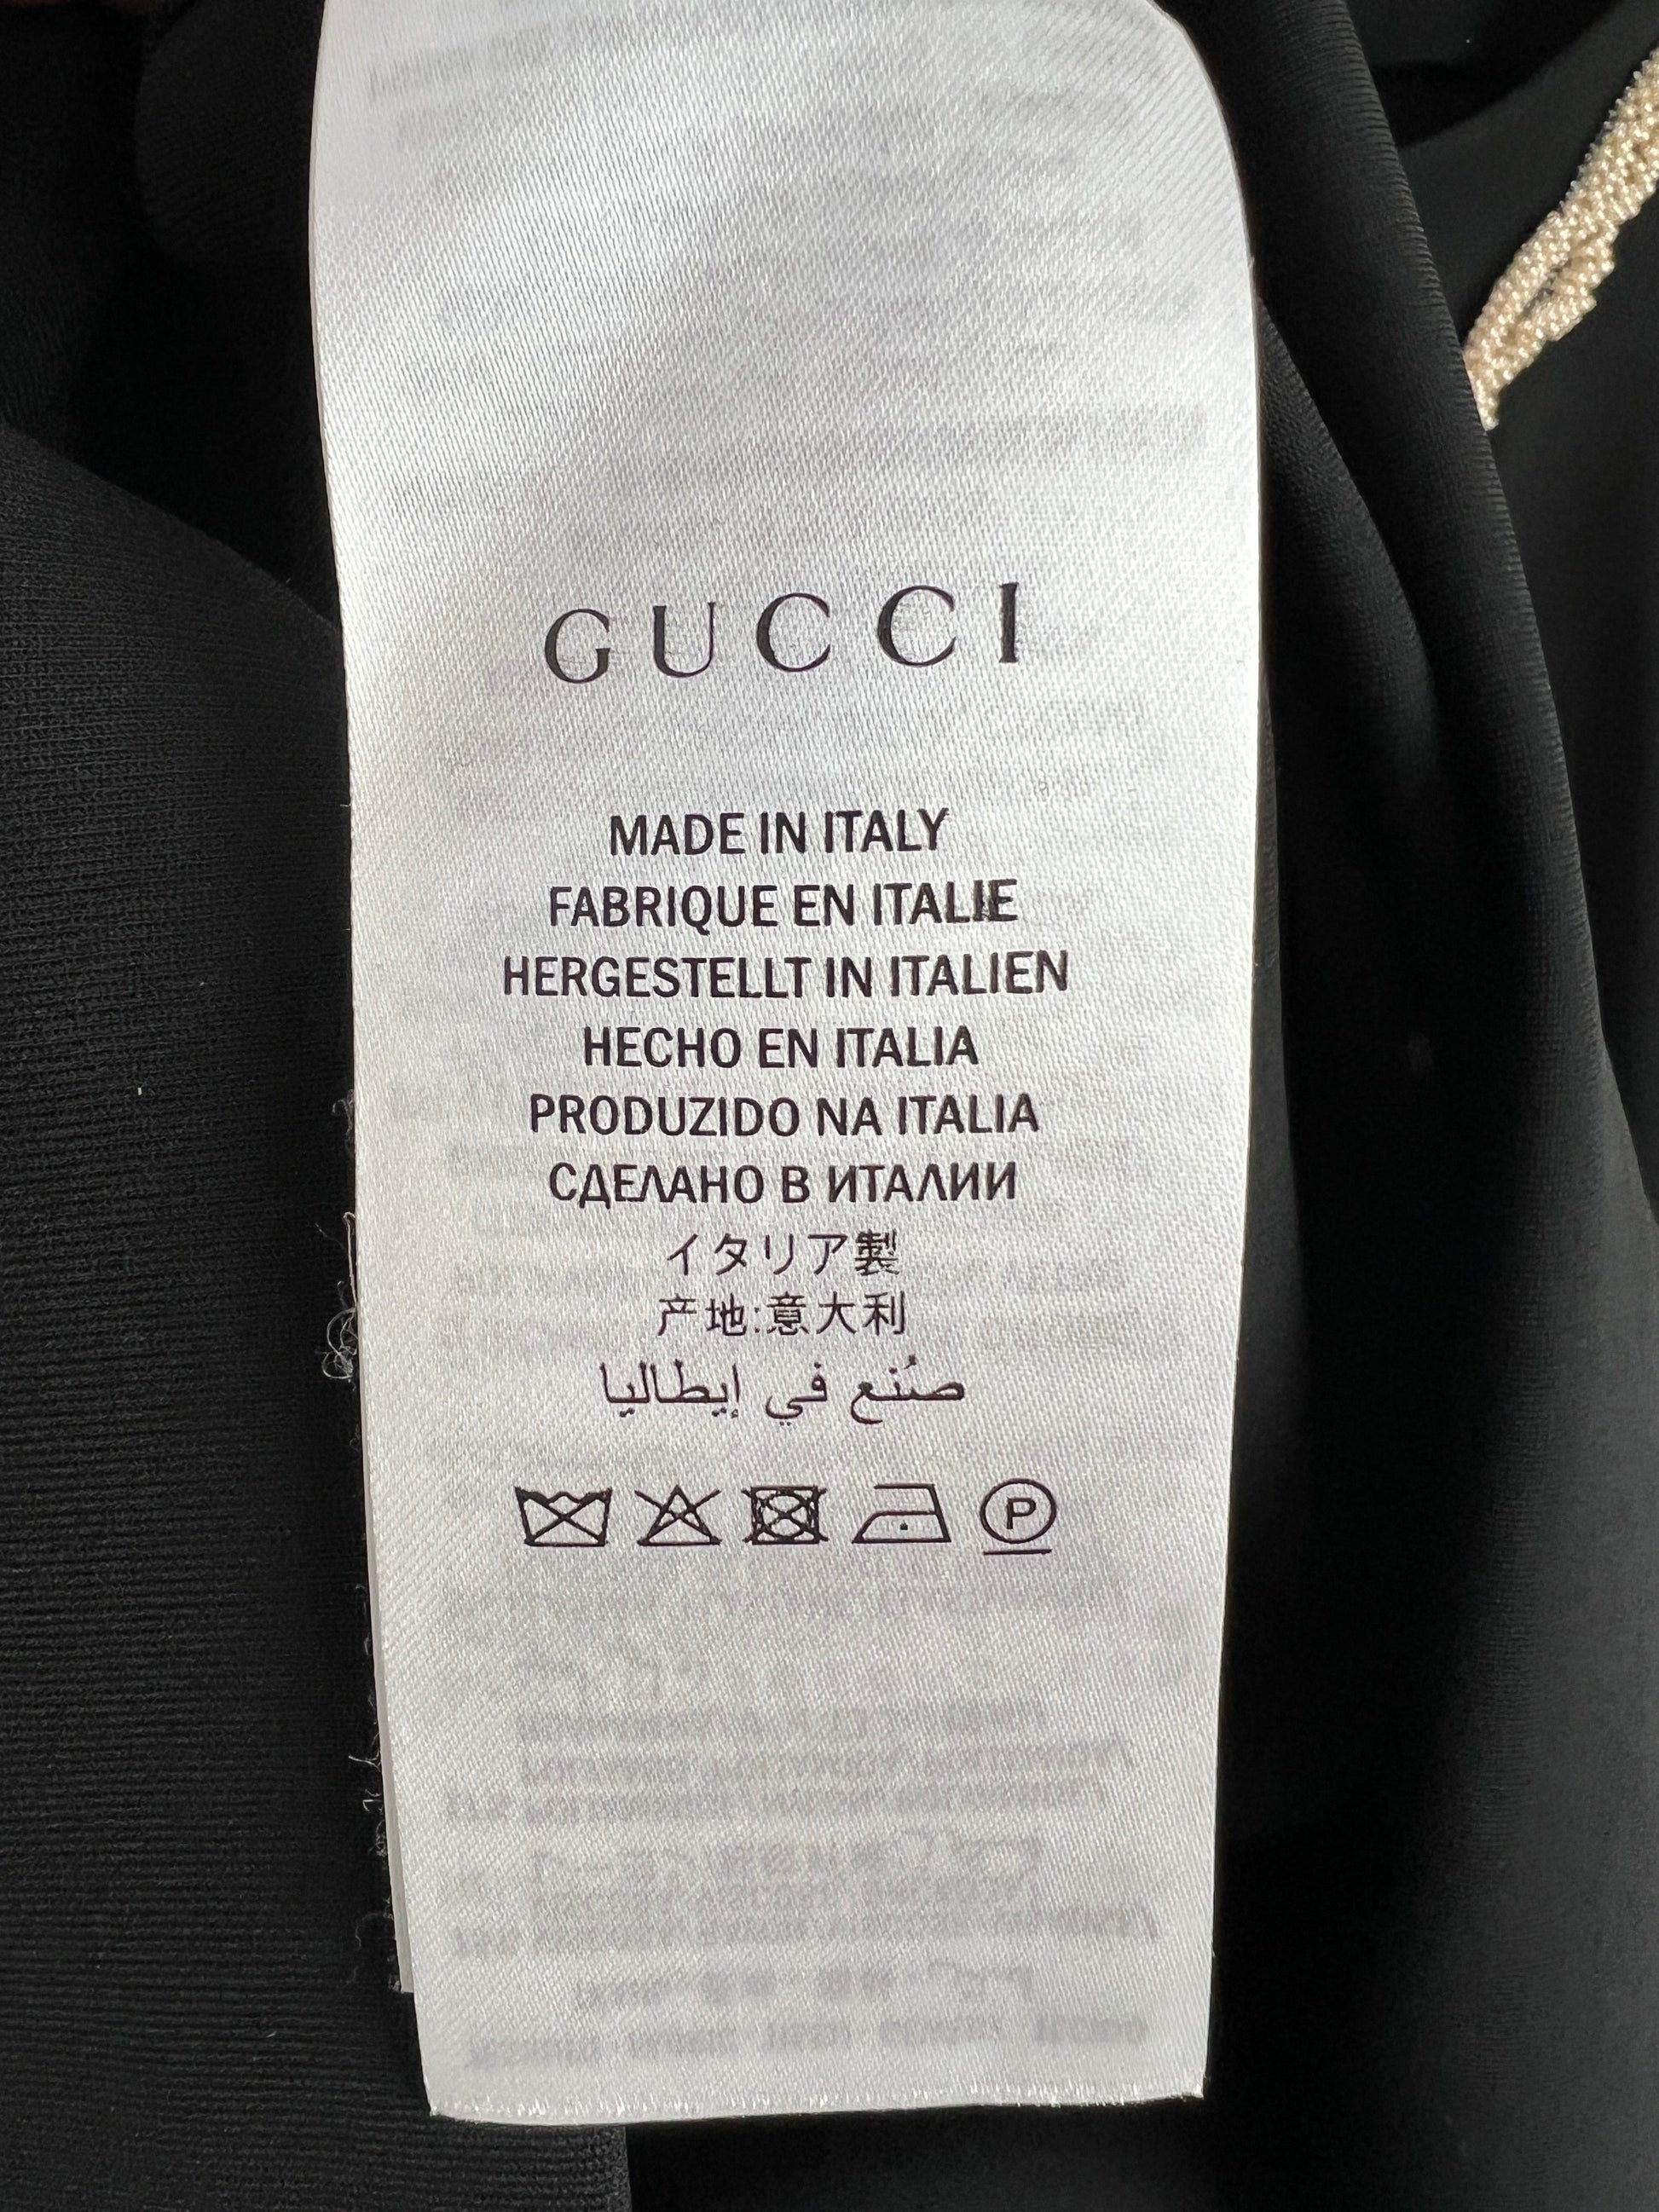 GUCCI
MADE IN ITALY
FABRIQUE EN ITALIE
HERGESTELLT IN ITALIEN
HECHO EN ITALIA
PRODUZIDO NA ITALIA
СДЕЛАНО В ИТАЛИИ
イタリア製
产地:意大利
صُنع في إيطاليا
P